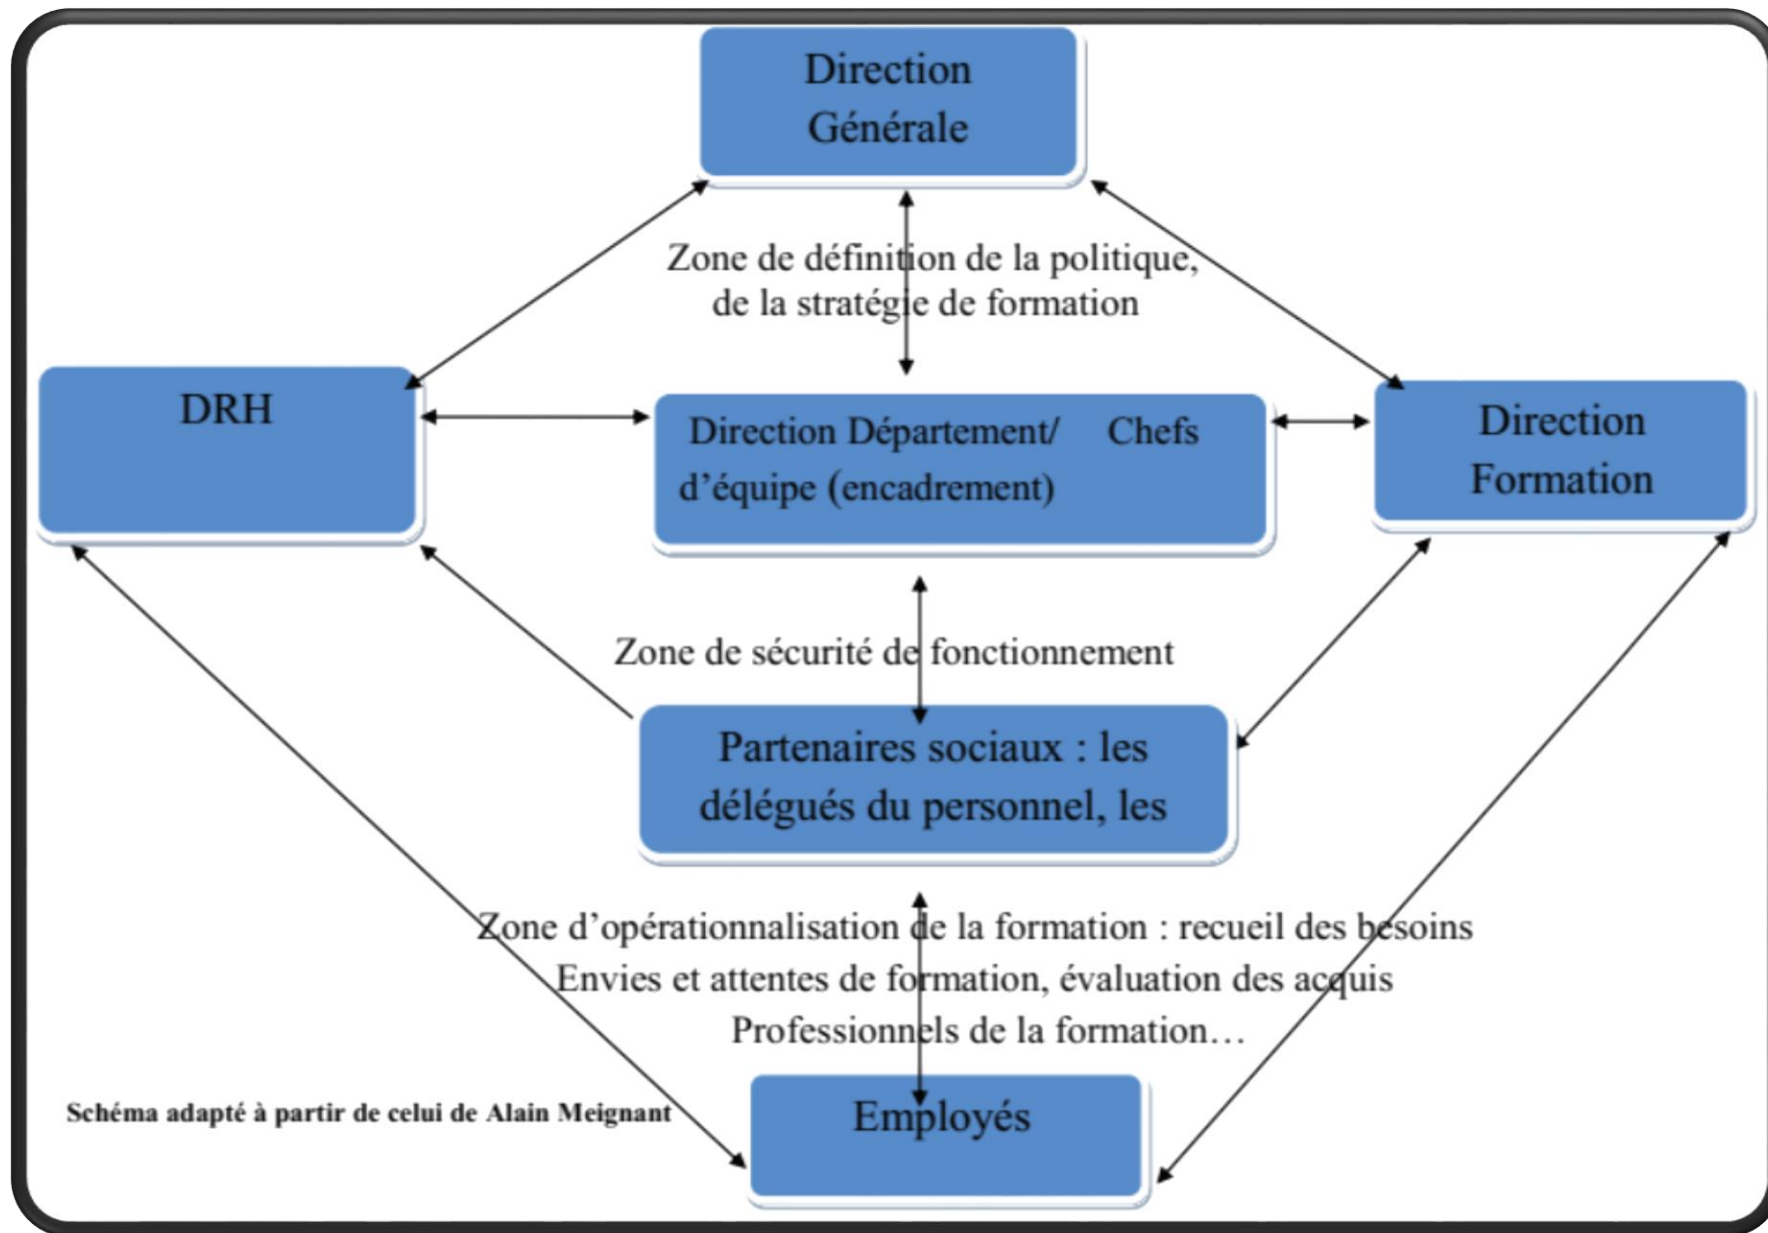 Direction
Générale
Zone de définition de la politique,
de la stratégie de formation
DRH
Direction Département/ Chefs
d’équipe (encadrement)
Direction
Formation
Zone de sécurité de fonctionnement
Partenaires sociaux : les
délégués du personnel, les
Zone d’opérationnalisation de la formation : recueil des besoins
Envies et attentes de formation, évaluation des acquis
Professionnels de la formation…
Schéma adapté à partir de celui de Alain Meignant
Employés